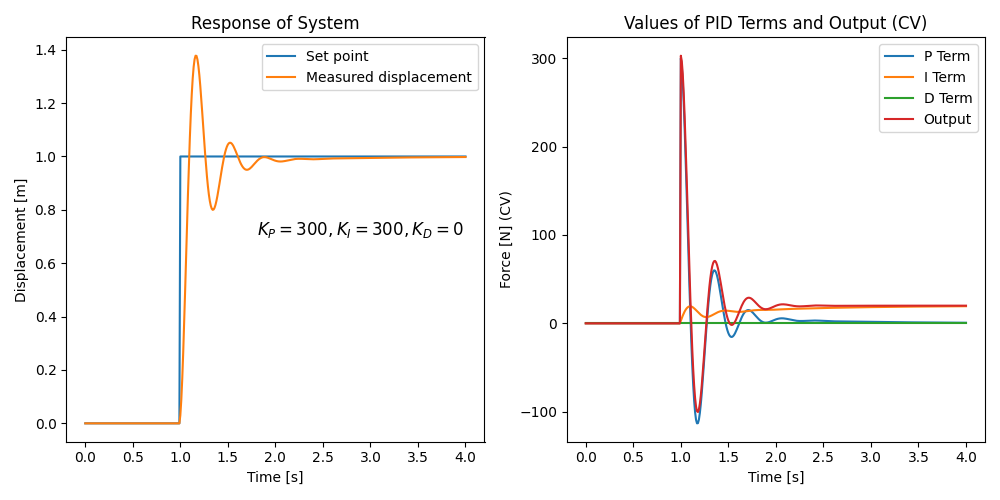 Response of System
1.4
1.2
1.0
0.8
0.6
0.4
0.2
0.0
Displacement [m]
Set point
Measured displacement
K_P = 300, K_I = 300, K_D = 0
0.0 0.5 1.0 1.5 2.0 2.5 3.0 3.5 4.0
Time [s]
Values of PID Terms and Output (CV)
300
200
100
0
−100
Force [N] (CV)
P Term
I Term
D Term
Output
0.0 0.5 1.0 1.5 2.0 2.5 3.0 3.5 4.0
Time [s]